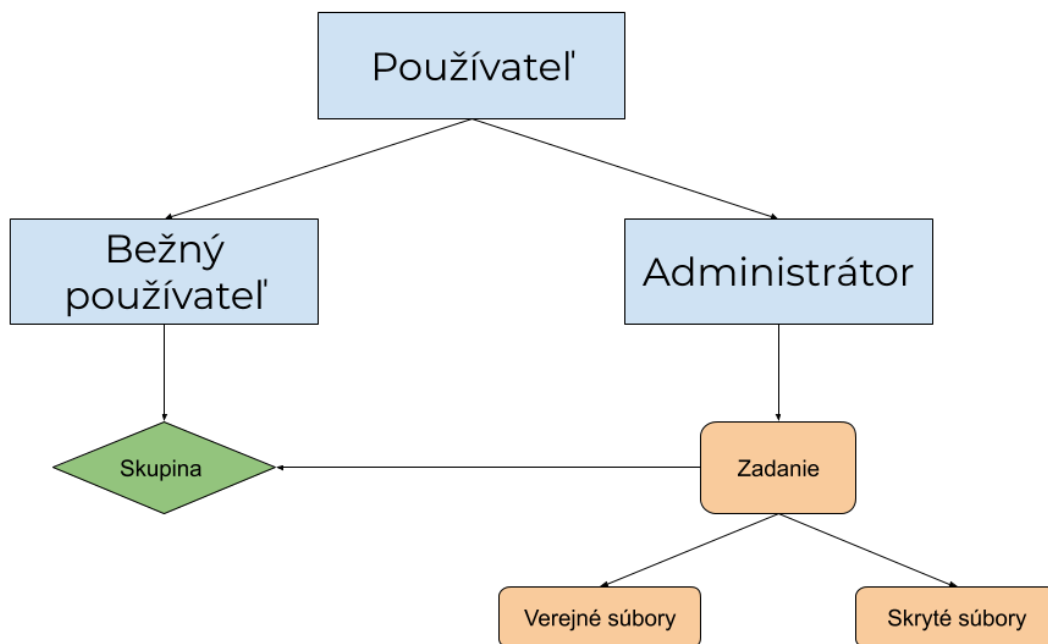 Používateľ
Bežný
používateľ
Administrátor
Skupina
Zadanie
Verejné súbory
Skryté súbory